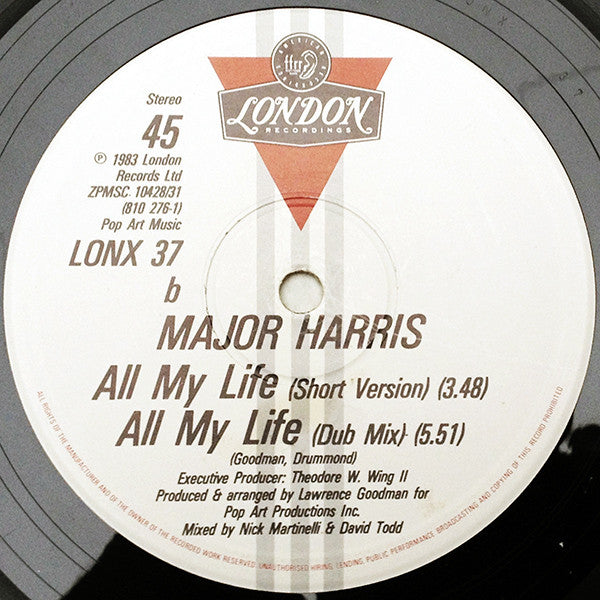 AMERICAN
ffrr
LONDON
RECORDINGS
Stereo
45
Ⓟ 1983 London
Records Ltd
ZPMSC 10428/31
(810 276-1)
Pop Art Music
LONX 37
b
MAJOR HARRIS
All My Life (Short Version) (3.48)
All My Life (Dub Mix) (5.51)
(Goodman, Drummond)
Executive Producer: Theodore W. Wing II
Produced & arranged by Lawrence Goodman for
Pop Art Productions Inc.
Mixed by Nick Martinelli & David Todd
ALL RIGHTS OF THE MANUFACTURER AND OF THE OWNER OF THE RECORDED WORK RESERVED. UNAUTHORISED HIRING, LENDING, PUBLIC PERFORMANCE, BROADCASTING AND COPYING OF THIS RECORD PROHIBITED